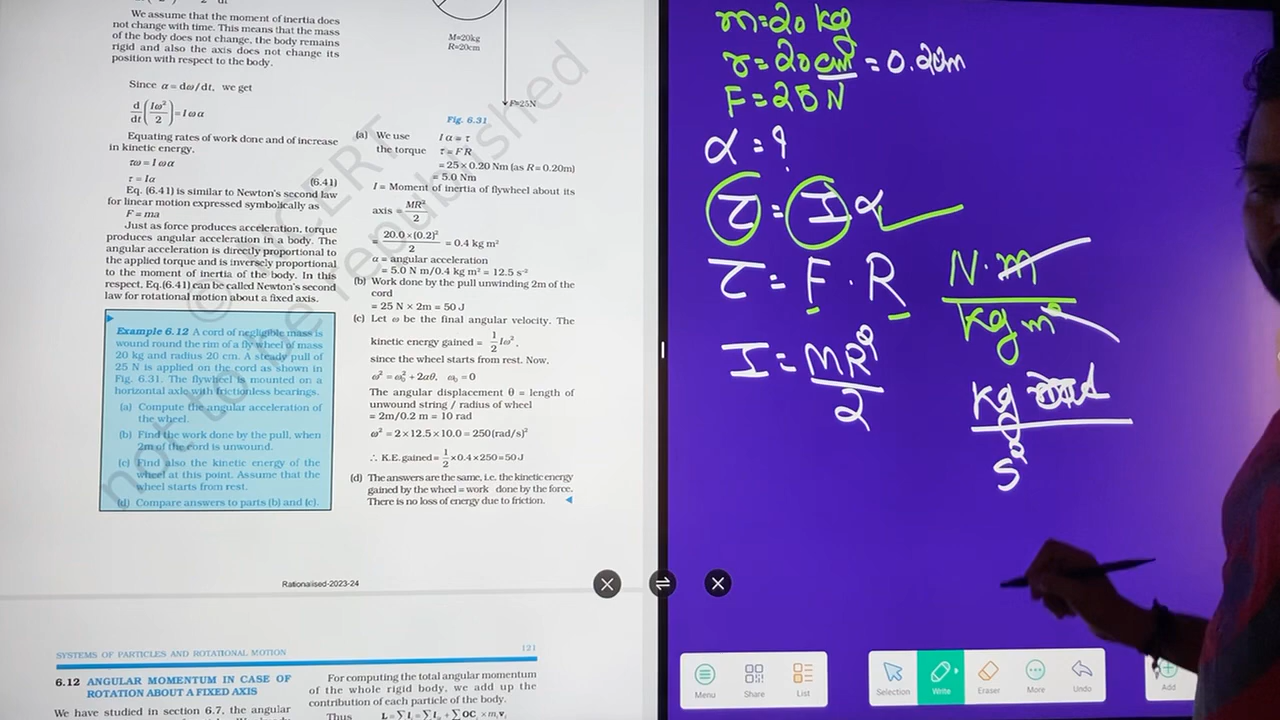 We assume that the moment of inertia does
not change with time. This means that the mass
of the body does not change, the body remains
rigid and also the axis does not change its
position with respect to the body.
Since α = dω/dt, we get
d/dt (Iω²/2) = I ω α
Equating rates of work done and of increase
in kinetic energy,
τω = I ω α
τ = Iα (6.41)
Eq. (6.41) is similar to Newton's second law
for linear motion expressed symbolically as
F = ma
Just as force produces acceleration, torque
produces angular acceleration in a body. The
angular acceleration is directly proportional to
the applied torque and is inversely proportional
to the moment of inertia of the body. In this
respect, Eq.(6.41) can be called Newton's second
law for rotational motion about a fixed axis.
Example 6.12 A cord of negligible mass is
wound round the rim of a fly wheel of mass
20 kg and radius 20 cm. A steady pull of
25 N is applied on the cord as shown in
Fig. 6.31. The flywheel is mounted on a
horizontal axle with frictionless bearings.
(a) Compute the angular acceleration of
the wheel.
(b) Find the work done by the pull, when
2m of the cord is unwound.
(c) Find also the kinetic energy of the
wheel at this point. Assume that the
wheel starts from rest.
(d) Compare answers to parts (b) and (c).
M=20kg
R=20cm
F=25N
Fig. 6.31
(a) We use I α = τ
the torque τ = F R
= 25×0.20 Nm (as R= 0.20m)
= 5.0 Nm
I = Moment of inertia of flywheel about its
axis = MR²/2
= 20.0×(0.2)²/2 = 0.4 kg m²
α = angular acceleration
= 5.0 N m/0.4 kg m² = 12.5 s⁻²
(b) Work done by the pull unwinding 2m of the
cord
= 25 N × 2m = 50 J
(c) Let ω be the final angular velocity. The
kinetic energy gained = 1/2 Iω²,
since the wheel starts from rest. Now,
ω² = ω₀² + 2αθ, ω₀ = 0
The angular displacement θ = length of
unwound string / radius of wheel
= 2m/0.2 m = 10 rad
ω² = 2×12.5×10.0 = 250(rad/s)²
∴ K.E. gained = 1/2 ×0.4×250 = 50 J
(d) The answers are the same, i.e. the kinetic energy
gained by the wheel = work done by the force.
There is no loss of energy due to friction.
© NCERT
not to be republished
Rationalised-2023-24
SYSTEMS OF PARTICLES AND ROTATIONAL MOTION 121
6.12 ANGULAR MOMENTUM IN CASE OF
ROTATION ABOUT A FIXED AXIS
We have studied in section 6.7, the angular
For computing the total angular momentum
of the whole rigid body, we add up the
contribution of each particle of the body.
m=20 kg
r=20cm = 0.20m
F=25 N
α=?
τ=Iα
τ=F.R
N.m/kg m²
I=MR²/2
kg
s²
Menu Share List
Selection Write Eraser More Undo
Add